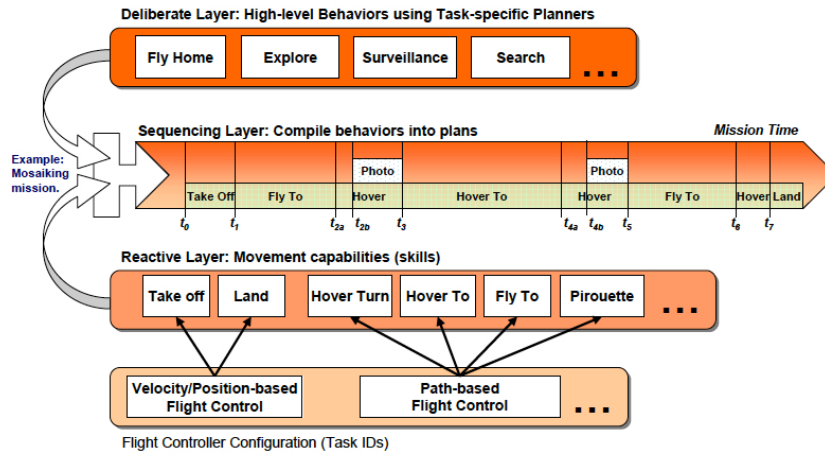 Deliberate Layer: High-level Behaviors using Task-specific Planners
Fly Home
Explore
Surveillance
Search
...
Sequencing Layer: Compile behaviors into plans
Mission Time
Example:
Mosaiking
mission.
Photo
Photo
Take Off
Fly To
Hover
Hover To
Hover
Fly To
Hover
Land
t0
t1
t2a
t2b
t3
t4a
t4b
t5
t6
t7
Reactive Layer: Movement capabilities (skills)
Take off
Land
Hover Turn
Hover To
Fly To
Pirouette
...
Velocity/Position-based
Flight Control
Path-based
Flight Control
...
Flight Controller Configuration (Task IDs)